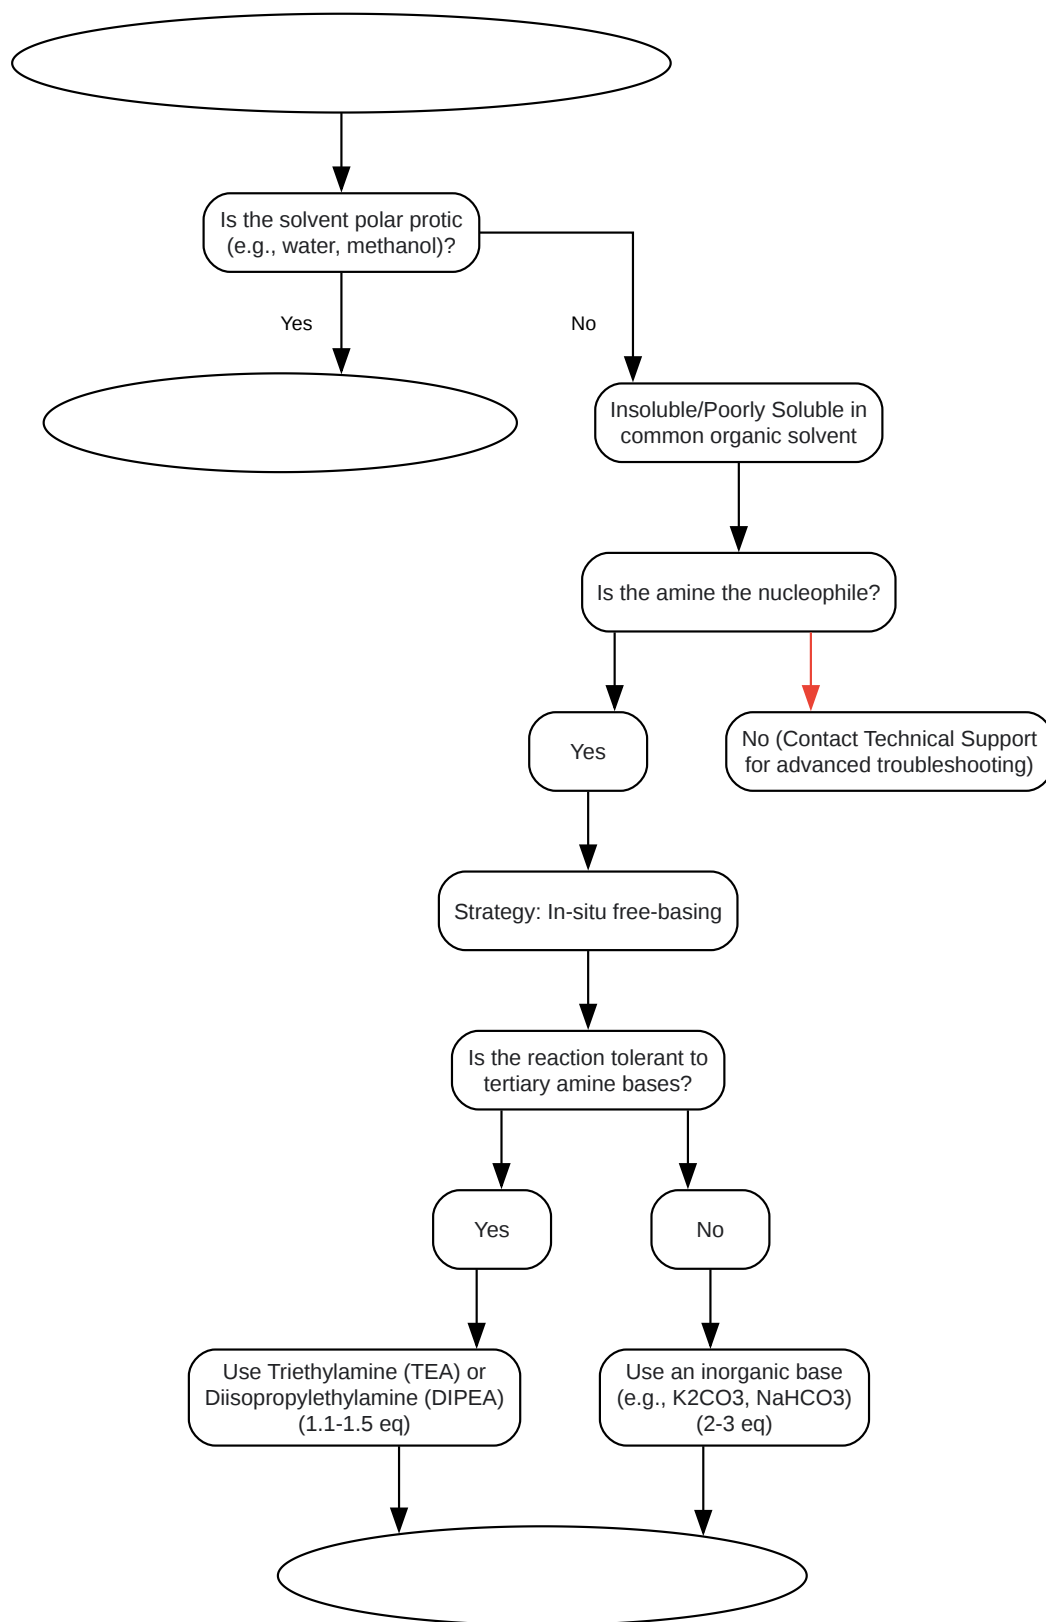 Is the solvent polar protic
(e.g., water, methanol)?
Yes
No
Insoluble/Poorly Soluble in
common organic solvent
Is the amine the nucleophile?
Yes
No (Contact Technical Support
for advanced troubleshooting)
Strategy: In-situ free-basing
Is the reaction tolerant to
tertiary amine bases?
Yes
No
Use Triethylamine (TEA) or
Diisopropylethylamine (DIPEA)
(1.1-1.5 eq)
Use an inorganic base
(e.g., K2CO3, NaHCO3)
(2-3 eq)